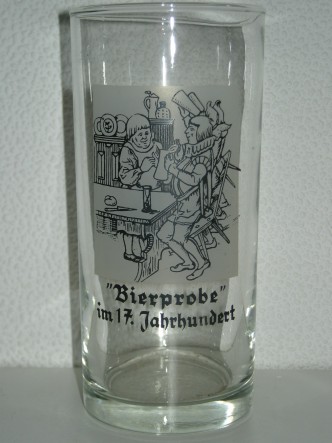 "Bierprobe"
im 17. Jahrhundert